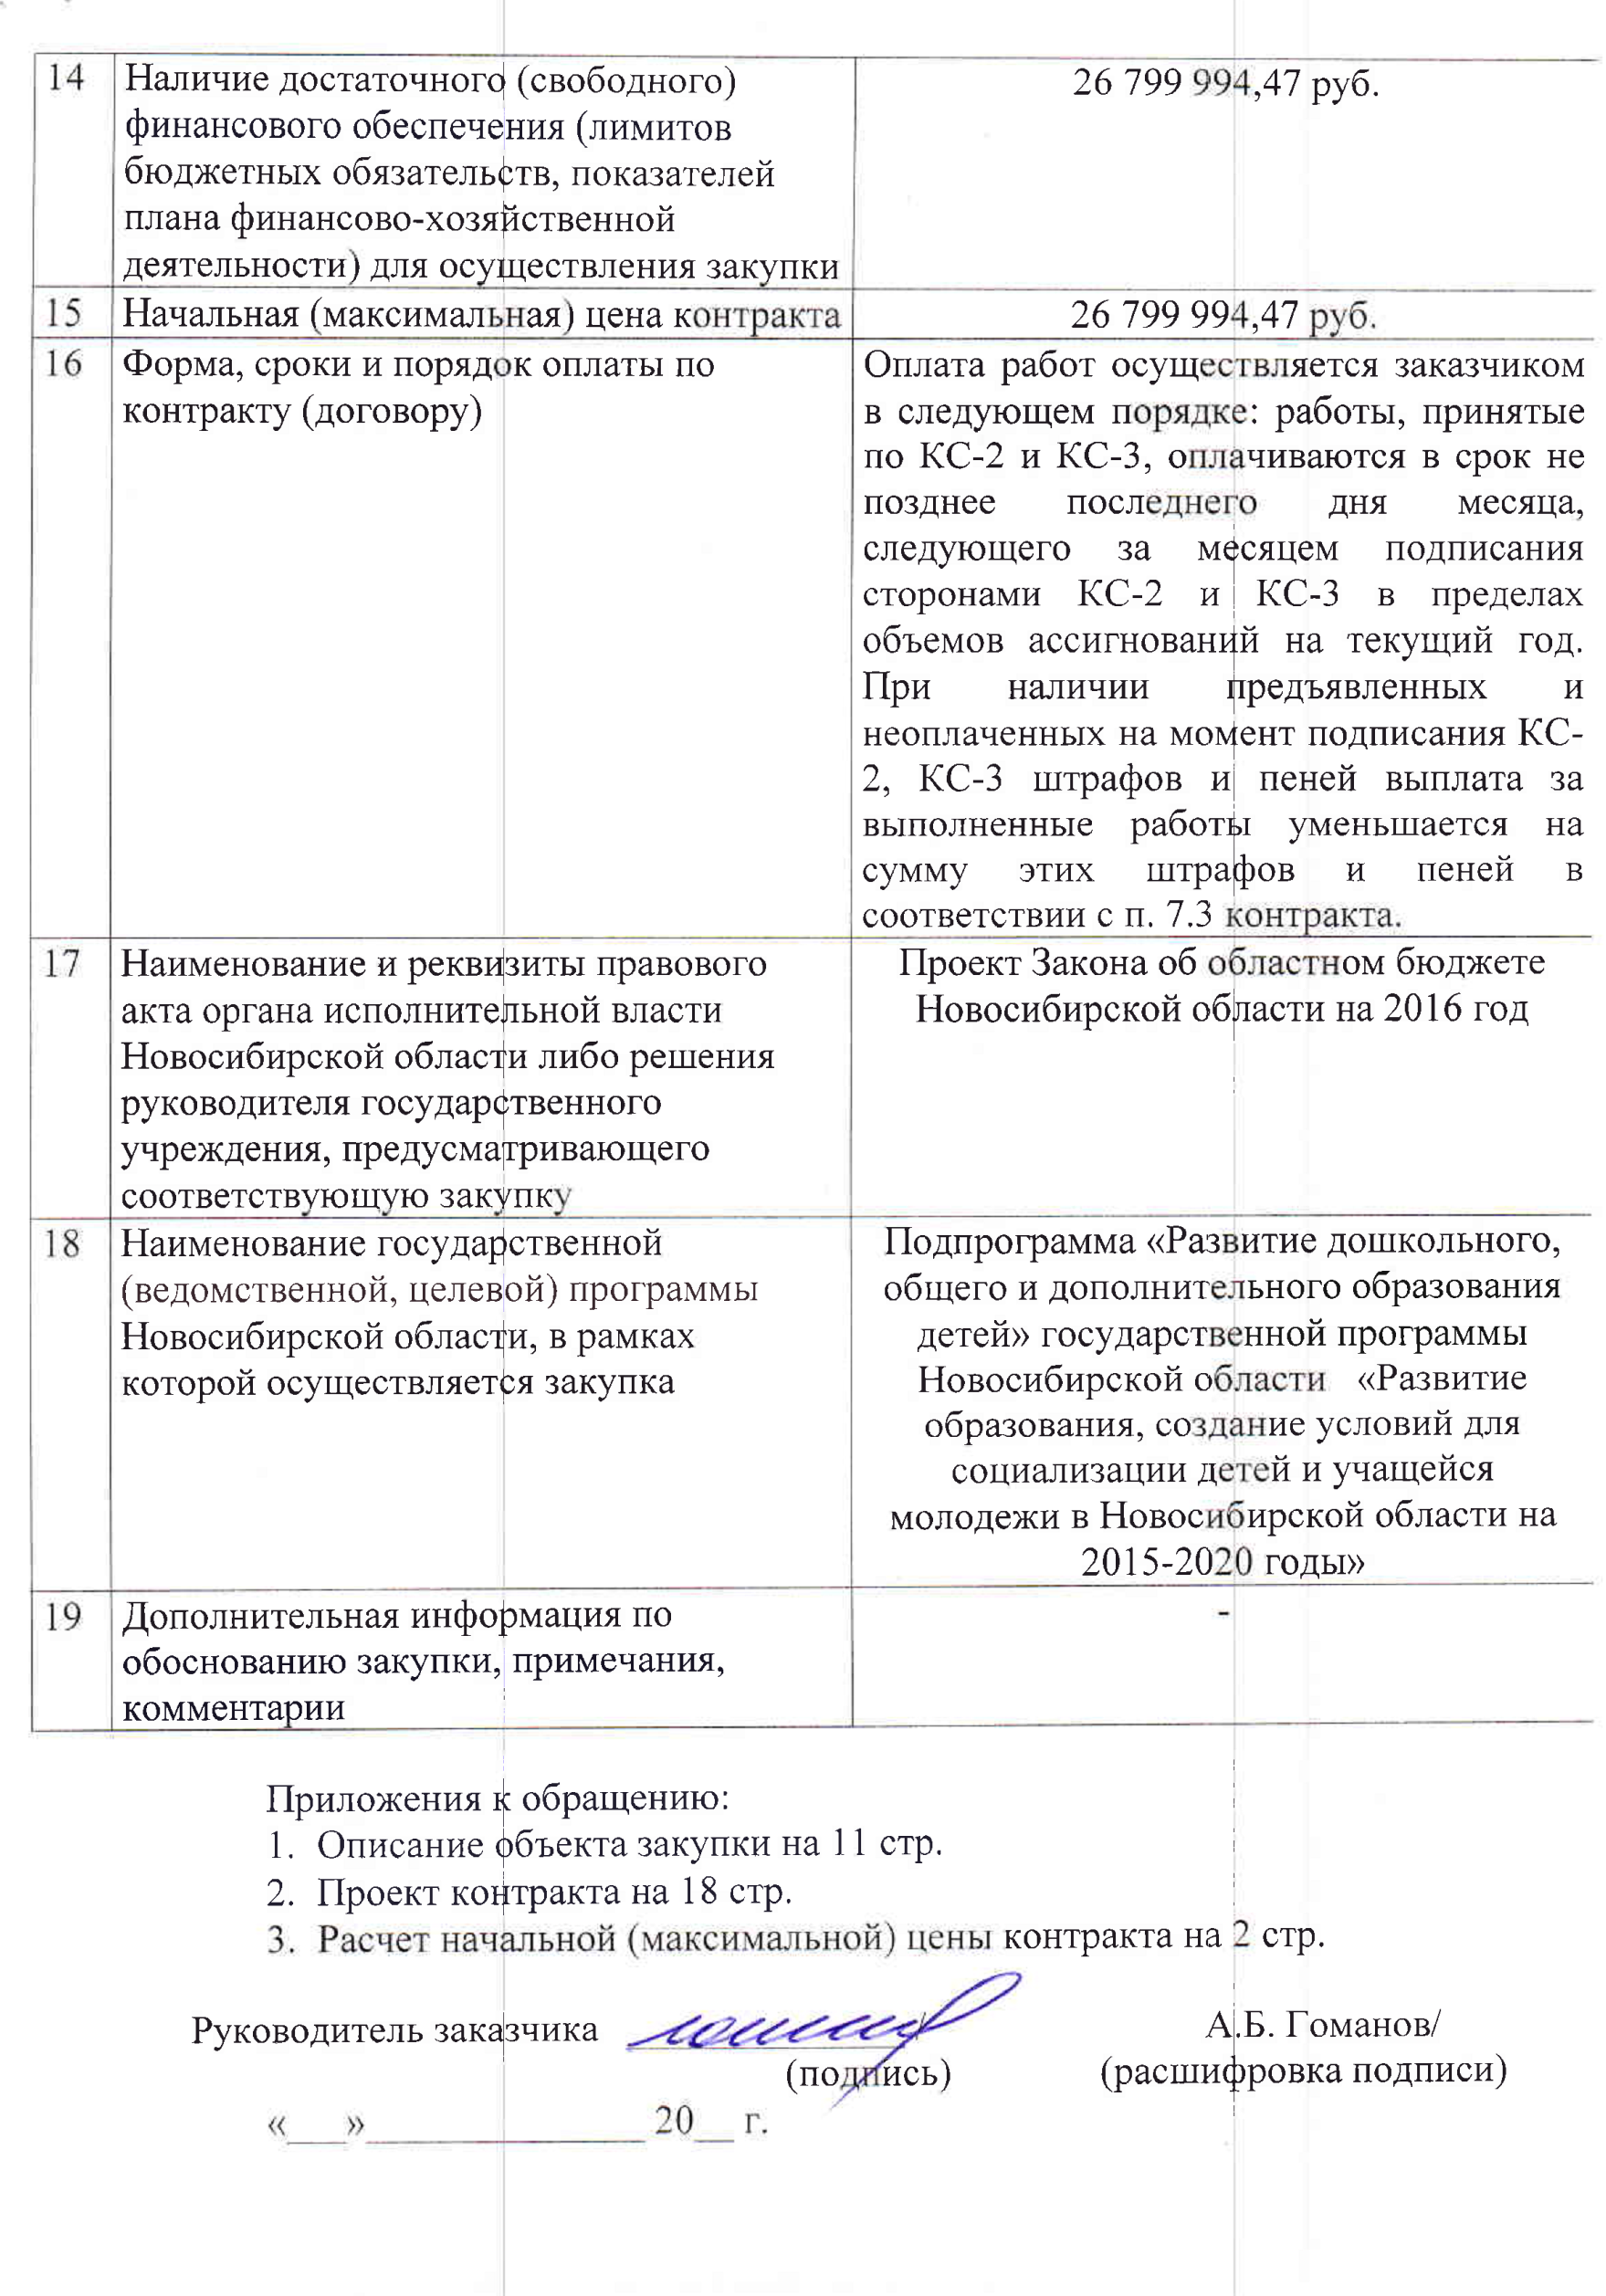 14 Наличие достаточного (свободного) 26 799 994,47 руб.
финансового обеспечения (лимитов
бюджетных обязательств, показателей
плана финансово-хозяйственной
деятельности) для осуществления закупки
15 Начальная (максимальная) цена контракта 26 799 994,47 руб.
16 Форма, сроки и порядок оплаты по
контракту (договору)
Оплата работ осуществляется заказчиком
в следующем порядке: работы, принятые
по КС-2 и КС-3, оплачиваются в срок не
позднее последнего дня месяца,
следующего за месяцем подписания
сторонами КС-2 и КС-3 в пределах
объемов ассигнований на текущий год.
При наличии предъявленных и
неоплаченных на момент подписания КС-
2, КС-3 штрафов и пеней выплата за
выполненные работы уменьшается на
сумму этих штрафов и пеней в
соответствии с п. 7.3 контракта.
17 Наименование и реквизиты правового
акта органа исполнительной власти
Новосибирской области либо решения
руководителя государственного
учреждения, предусматривающего
соответствующую закупку
Проект Закона об областном бюджете
Новосибирской области на 2016 год
18 Наименование государственной
(ведомственной, целевой) программы
Новосибирской области, в рамках
которой осуществляется закупка
Подпрограмма «Развитие дошкольного,
общего и дополнительного образования
детей» государственной программы
Новосибирской области «Развитие
образования, создание условий для
социализации детей и учащейся
молодежи в Новосибирской области на
2015-2020 годы»
19 Дополнительная информация по -
обоснованию закупки, примечания,
комментарии
Приложения к обращению:
1. Описание объекта закупки на 11 стр.
2. Проект контракта на 18 стр.
3. Расчет начальной (максимальной) цены контракта на 2 стр.
Руководитель заказчика ______________/ А.Б. Гоманов/
(подпись) (расшифровка подписи)
«___»______________ 20__ г.